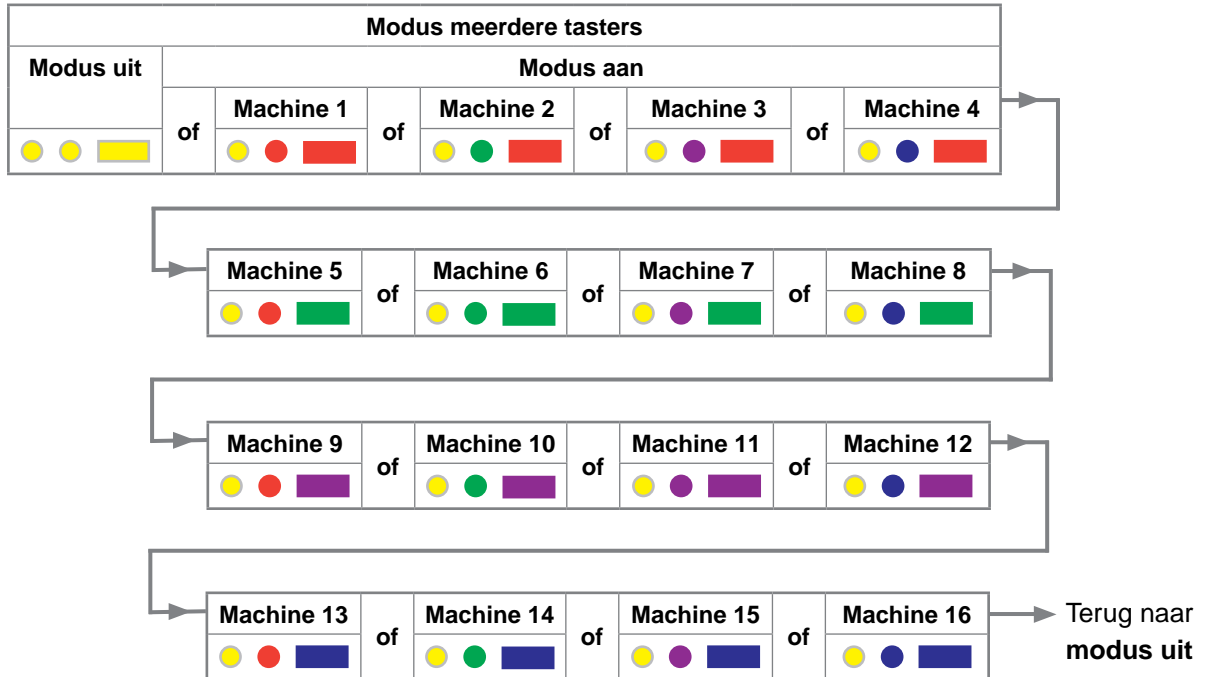 Modus meerdere tasters
Modus uit Modus aan
of Machine 1 of Machine 2 of Machine 3 of Machine 4
Machine 5 of Machine 6 of Machine 7 of Machine 8
Machine 9 of Machine 10 of Machine 11 of Machine 12
Machine 13 of Machine 14 of Machine 15 of Machine 16
Terug naar
modus uit